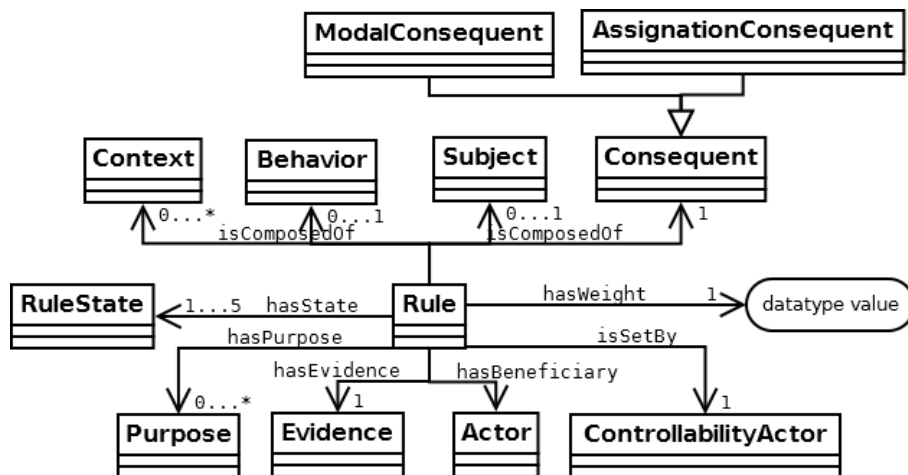 ModalConsequent
AssignationConsequent
Context
Behavior
Subject
Consequent
0...*
0...1
0...1
1
isComposedOf
isComposedOf
RuleState
1...5
hasState
Rule
hasWeight
1
datatype value
hasPurpose
isSetBy
hasEvidence
hasBeneficiary
0...*
1
1
Purpose
Evidence
Actor
ControllabilityActor